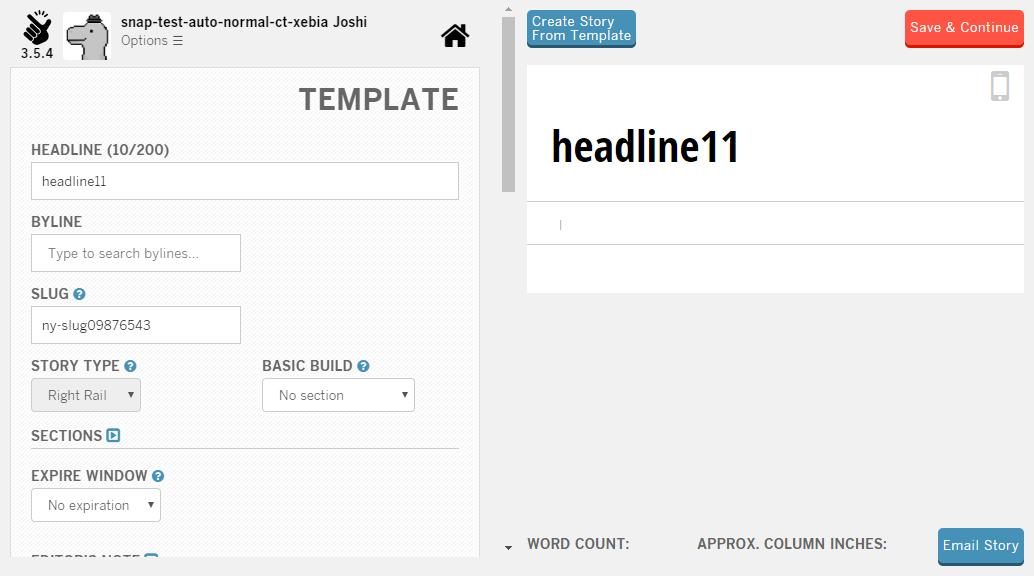 snap-test-auto-normal-ct-xebia Joshi
Options ☰
3.5.4
Create Story
From Template
Save & Continue
TEMPLATE
HEADLINE (10/200)
headline11
BYLINE
Type to search bylines...
SLUG ?
ny-slug09876543
STORY TYPE ? BASIC BUILD ?
Right Rail No section
SECTIONS
EXPIRE WINDOW ?
No expiration
EDITOR'S NOTE
headline11
WORD COUNT: APPROX. COLUMN INCHES:
Email Story